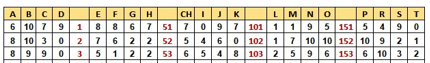 A B C D E F G H CH I J K L M N O P R S T
6 10 7 9 1 8 8 6 7 51 7 0 9 7 101 1 1 9 5 151 5 4 9 0
8 10 3 0 2 7 6 2 2 52 5 4 6 0 102 1 7 10 10 152 10 9 2 1
8 9 9 0 3 5 1 2 2 53 6 5 4 8 103 2 5 9 6 153 6 10 3 2